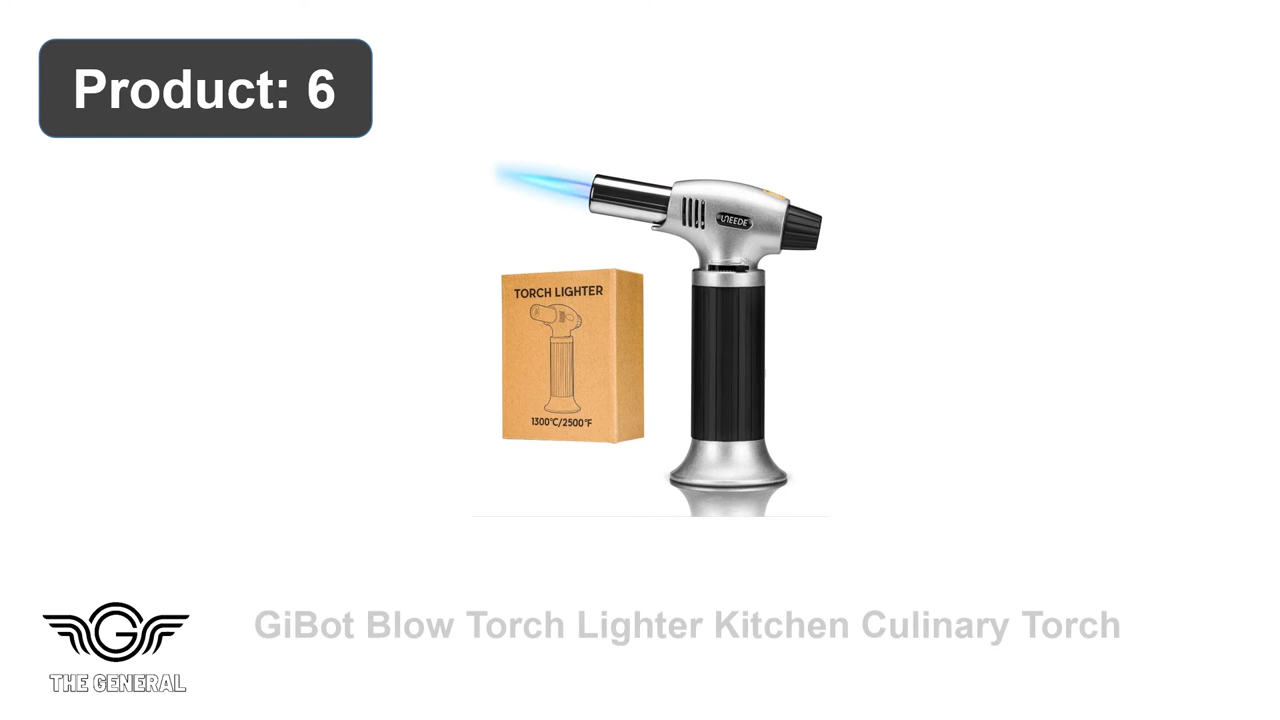 Product: 6
UNEEDE
TORCH LIGHTER
1300°C/2500°F
GiBot Blow Torch Lighter Kitchen Culinary Torch
THE GENERAL